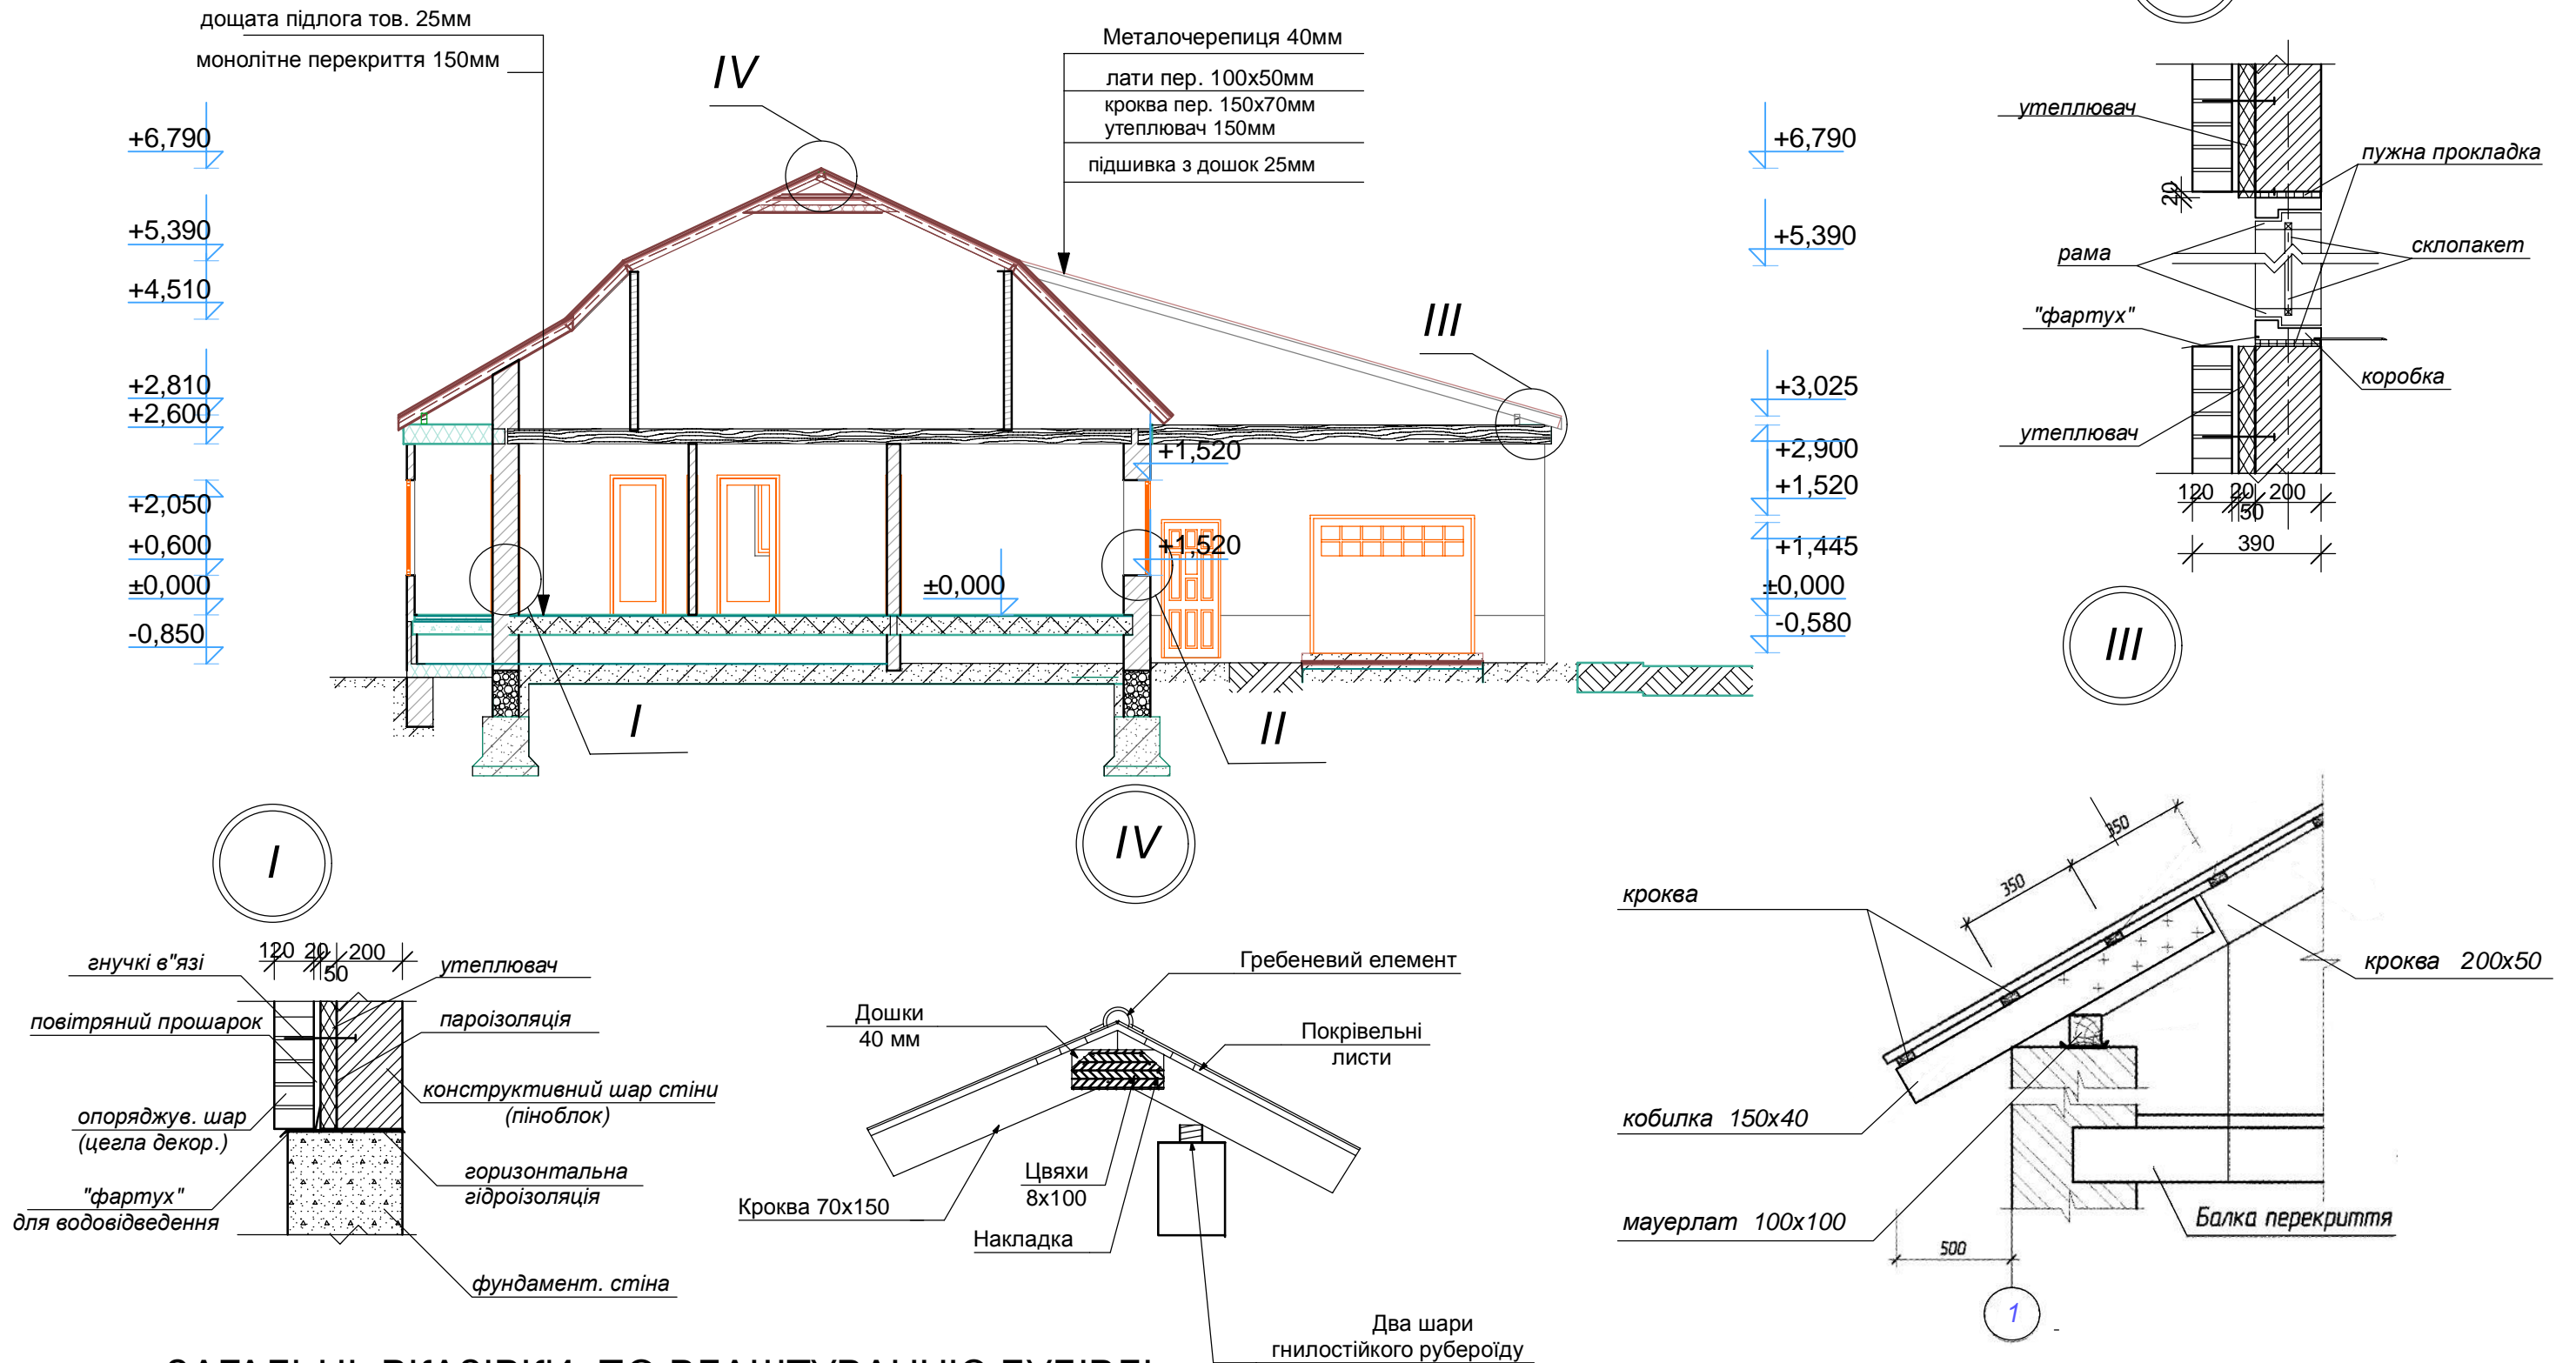 дощата підлога тов. 25мм
монолітне перекриття 150мм
IV
Металочерепиця 40мм
лати пер. 100х50мм
кроква пер. 150х70мм
утеплювач 150мм
підшивка з дошок 25мм
+6,790
+5,390
+4,510
+2,810
+2,600
+2,050
+0,600
±0,000
-0,850
+1,520
+1,520
±0,000
III
I
II
+6,790
+5,390
+3,025
+2,900
+1,520
+1,445
±0,000
-0,580
утеплювач
пужна прокладка
20
рама
склопакет
"фартух"
коробка
утеплювач
120 20 200
50
390
III
I
120 20 200
50
гнучкі в"язі
утеплювач
повітряний прошарок
пароізоляція
конструктивний шар стіни
(піноблок)
опоряджув. шар
(цегла декор.)
горизонтальна
гідроізоляція
"фартух"
для водовідведення
фундамент. стіна
IV
Гребеневий елемент
Дошки
40 мм
Покрівельні
листи
Цвяхи
8х100
Кроква 70х150
Накладка
Два шари
гнилостійкого рубероїду
350
350
кроква
кроква 200х50
кобилка 150х40
мауерлат 100х100
Балка перекриття
500
1